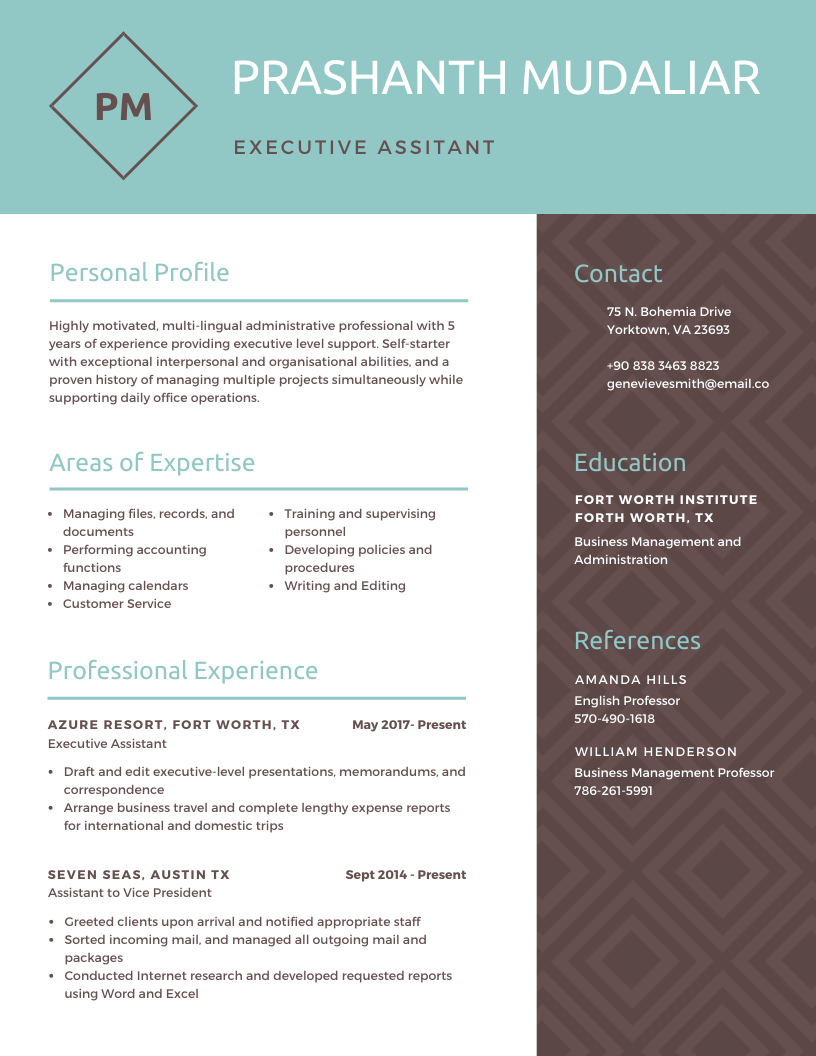 PM
PRASHANTH MUDALIAR
EXECUTIVE ASSITANT
Personal Profile
Highly motivated, multi-lingual administrative professional with 5
years of experience providing executive level support. Self-starter
with exceptional interpersonal and organisational abilities, and a
proven history of managing multiple projects simultaneously while
supporting daily office operations.
Areas of Expertise
• Managing files, records, and
documents
• Performing accounting
functions
• Managing calendars
• Customer Service
• Training and supervising
personnel
• Developing policies and
procedures
• Writing and Editing
Professional Experience
AZURE RESORT, FORT WORTH, TX May 2017- Present
Executive Assistant
• Draft and edit executive-level presentations, memorandums, and
correspondence
• Arrange business travel and complete lengthy expense reports
for international and domestic trips
SEVEN SEAS, AUSTIN TX Sept 2014 - Present
Assistant to Vice President
• Greeted clients upon arrival and notified appropriate staff
• Sorted incoming mail, and managed all outgoing mail and
packages
• Conducted Internet research and developed requested reports
using Word and Excel
Contact
75 N. Bohemia Drive
Yorktown, VA 23693
+90 838 3463 8823
genevievesmith@email.co
Education
FORT WORTH INSTITUTE
FORTH WORTH, TX
Business Management and
Administration
References
AMANDA HILLS
English Professor
570-490-1618
WILLIAM HENDERSON
Business Management Professor
786-261-5991